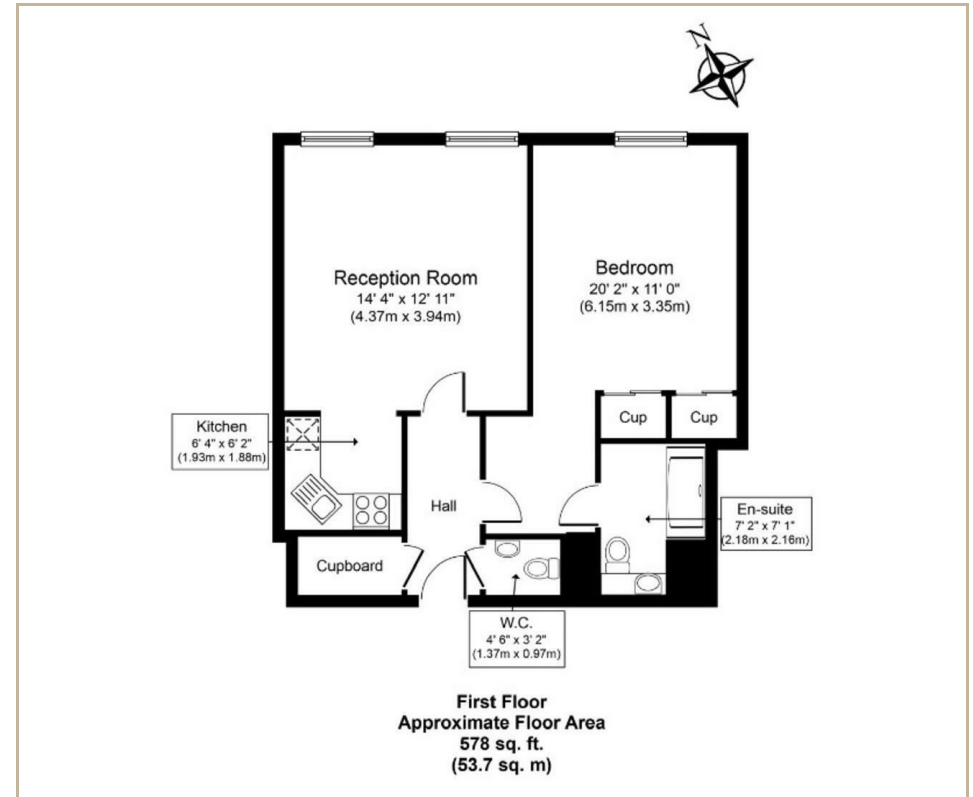 N
Reception Room
14' 4" x 12' 11"
(4.37m x 3.94m)
Bedroom
20' 2" x 11' 0"
(6.15m x 3.35m)
Cup
Cup
Kitchen
6' 4" x 6' 2"
(1.93m x 1.88m)
Hall
En-suite
7' 2" x 7' 1"
(2.18m x 2.16m)
Cupboard
W.C.
4' 6" x 3' 2"
(1.37m x 0.97m)
First Floor
Approximate Floor Area
578 sq. ft.
(53.7 sq. m)